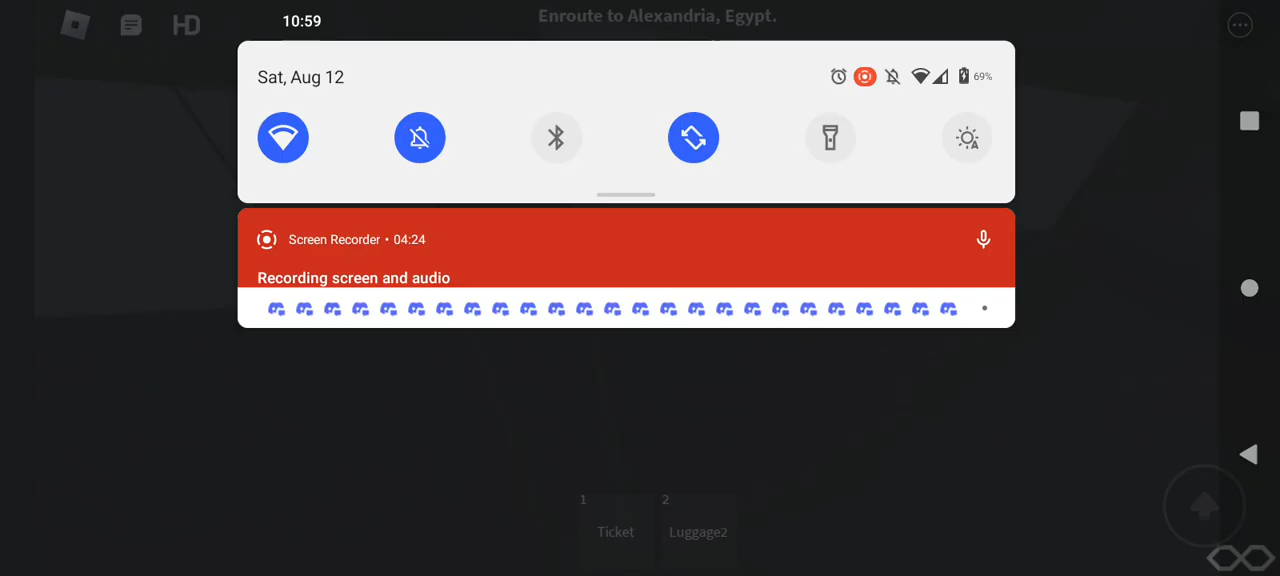 10:59
Enroute to Alexandria, Egypt.
HD
Sat, Aug 12
69%
A
Screen Recorder • 04:24
Recording screen and audio
1
2
Ticket
Luggage2